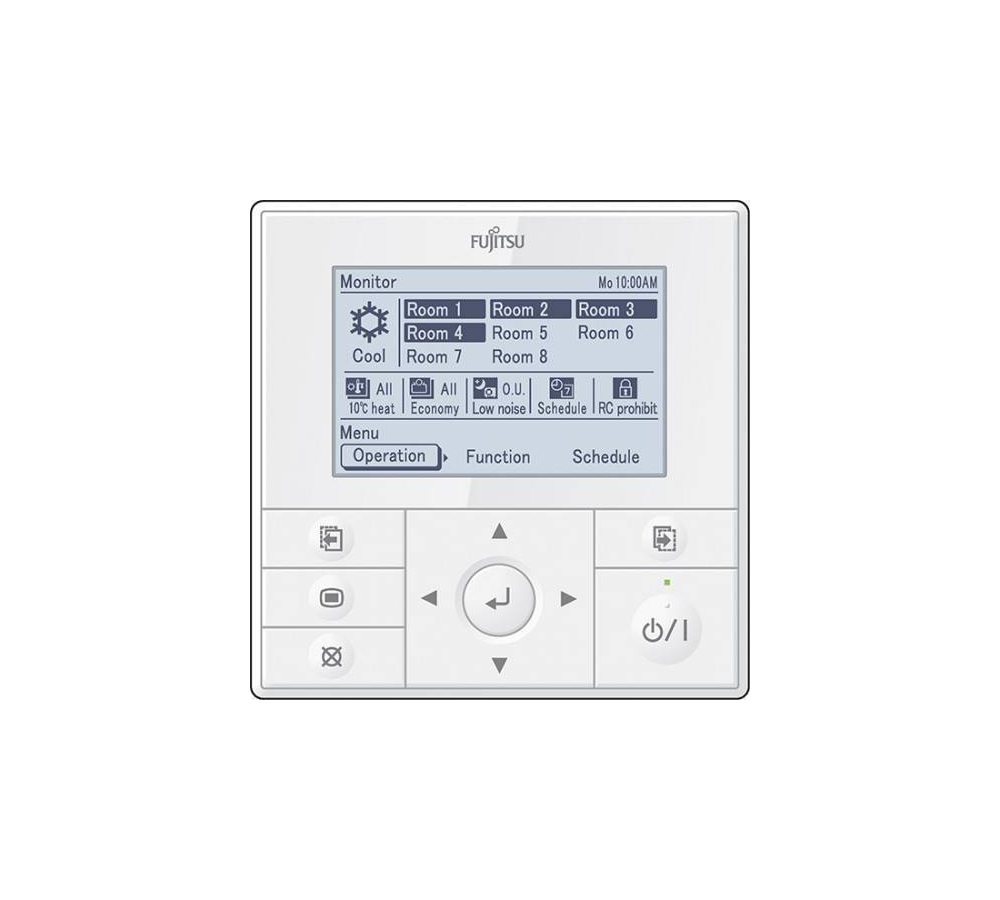 FUJITSU
Monitor Mo 10:00AM
Room 1 Room 2 Room 3
Room 4 Room 5 Room 6
Cool Room 7 Room 8
All All O.U. 7
10°C heat Economy Low noise Schedule RC prohibit
Menu
Operation Function Schedule